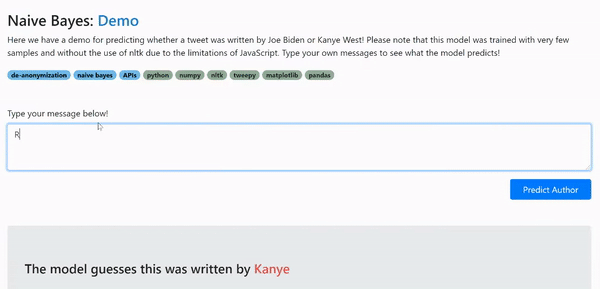 Naive Bayes: Demo
Here we have a demo for predicting whether a tweet was written by Joe Biden or Kanye West! Please note that this model was trained with very few
samples and without the use of nltk due to the limitations of JavaScript. Type your own messages to see what the model predicts!
de-anonymization naive bayes APIs python numpy nltk tweepy matplotlib pandas
Type your message below!
R
Predict Author
The model guesses this was written by Kanye